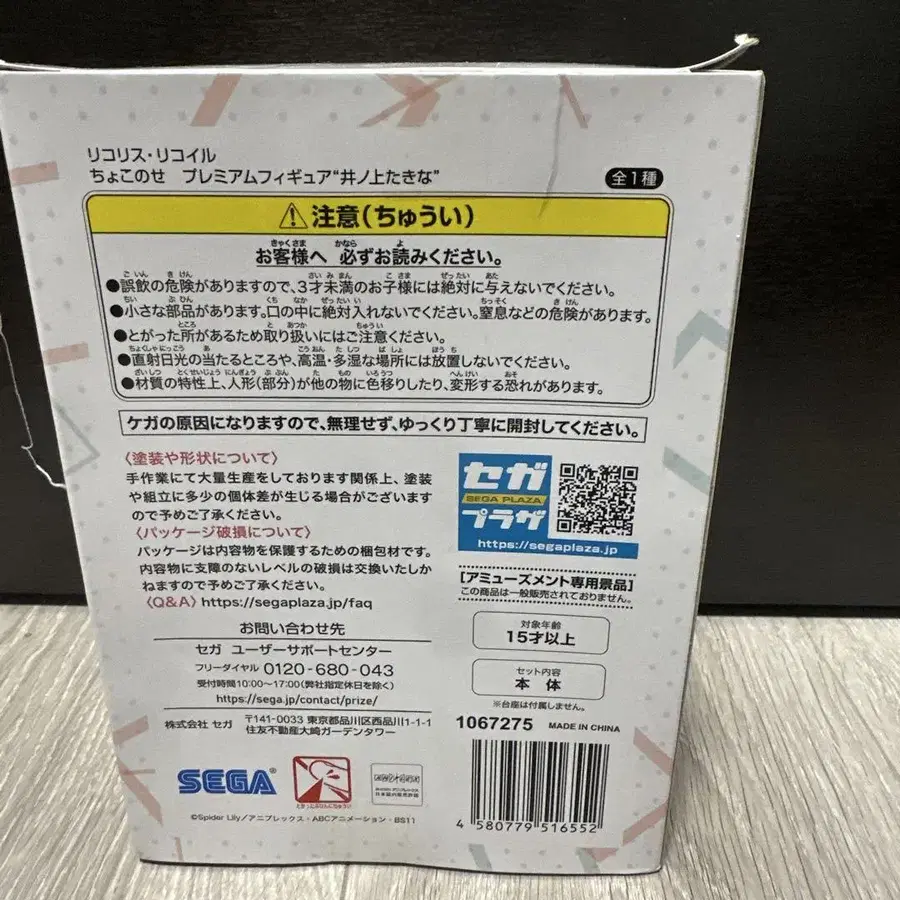 リコリス・リコイル
ちょこのせ プレミアムフィギュア“井ノ上たきな”
全1種
⚠注意(ちゅうい)
お客様へ 必ずお読みください。
●誤飲の危険がありますので、3才未満のお子様には絶対に与えないでください。
●小さな部品があります。口の中に絶対入れないでください。窒息などの危険があります。
●とがった所があるため取り扱いにはご注意ください。
●直射日光の当たるところや、高温・多湿な場所には放置しないでください。
●材質の特性上、人形(部分)が他の物に色移りしたり、変形する恐れがあります。
ケガの原因になりますので、無理せず、ゆっくり丁寧に開封してください。
〈塗装や形状について〉
手作業にて大量生産をしております関係上、塗装
や組立に多少の個体差が生じる場合がございます
ので予めご了承ください。
〈パッケージ破損について〉
パッケージは内容物を保護するための梱包材です。
内容物に支障のないレベルの破損は交換いたしか
ねますので予めご了承ください。
〈Q&A〉https://segaplaza.jp/faq
お問い合わせ先
セガ ユーザーサポートセンター
フリーダイヤル 0120-680-043
受付時間10:00〜17:00(弊社指定休日を除く)
https://sega.jp/contact/prize/
株式会社 セガ 〒141-0033 東京都品川区西品川1-1-1
住友不動産大崎ガーデンタワー
セガ
SEGA PLAZA
プラザ
https://segaplaza.jp
[アミューズメント専用景品]
この商品は一般販売されておりません。
対象年齢
15才以上
セット内容
本 体
※台座は付属しません。
1067275 MADE IN CHINA
SEGA®
とがったぶひんにちゅうい
日本国内販売許諾
4 580779 516552
©Spider Lily/アニプレックス・ABCアニメーション・BS11